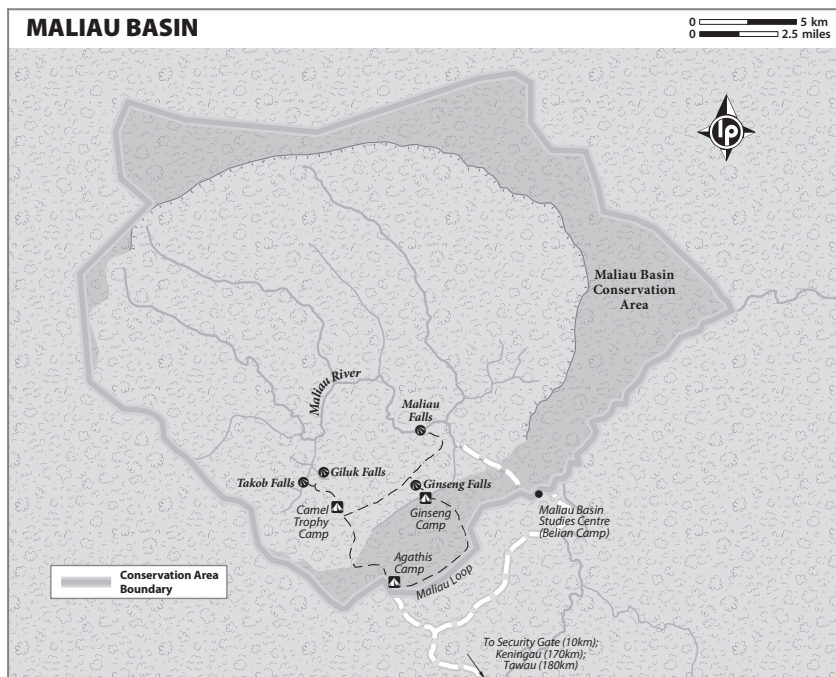 MALIAU BASIN
0 5 km
0 2.5 miles
lp
Maliau Basin
Conservation
Area
Maliau River
Maliau
Falls
Giluk Falls
Takob Falls
Ginseng Falls
Camel
Trophy
Camp
Ginseng
Camp
Maliau Basin
Studies Centre
(Belian Camp)
Agathis
Camp
Maliau Loop
Conservation Area
Boundary
To Security Gate (10km);
Keningau (170km);
Tawau (180km)